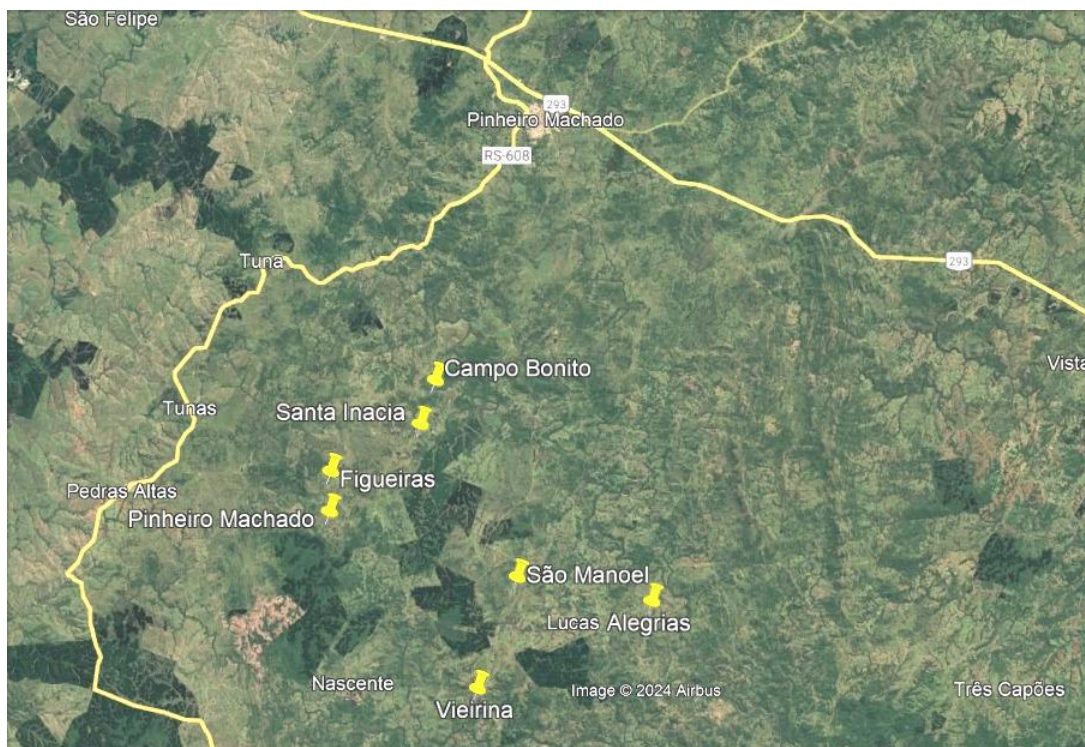 São Felipe
293
Pinheiro Machado
RS-608
Tuna
293
Campo Bonito
Vista
Tunas
Santa Inacia
Pedras Altas
Figueiras
Pinheiro Machado
São Manoel
Lucas
Alegrias
Nascente
Vieirina
Image © 2024 Airbus
Três Capões